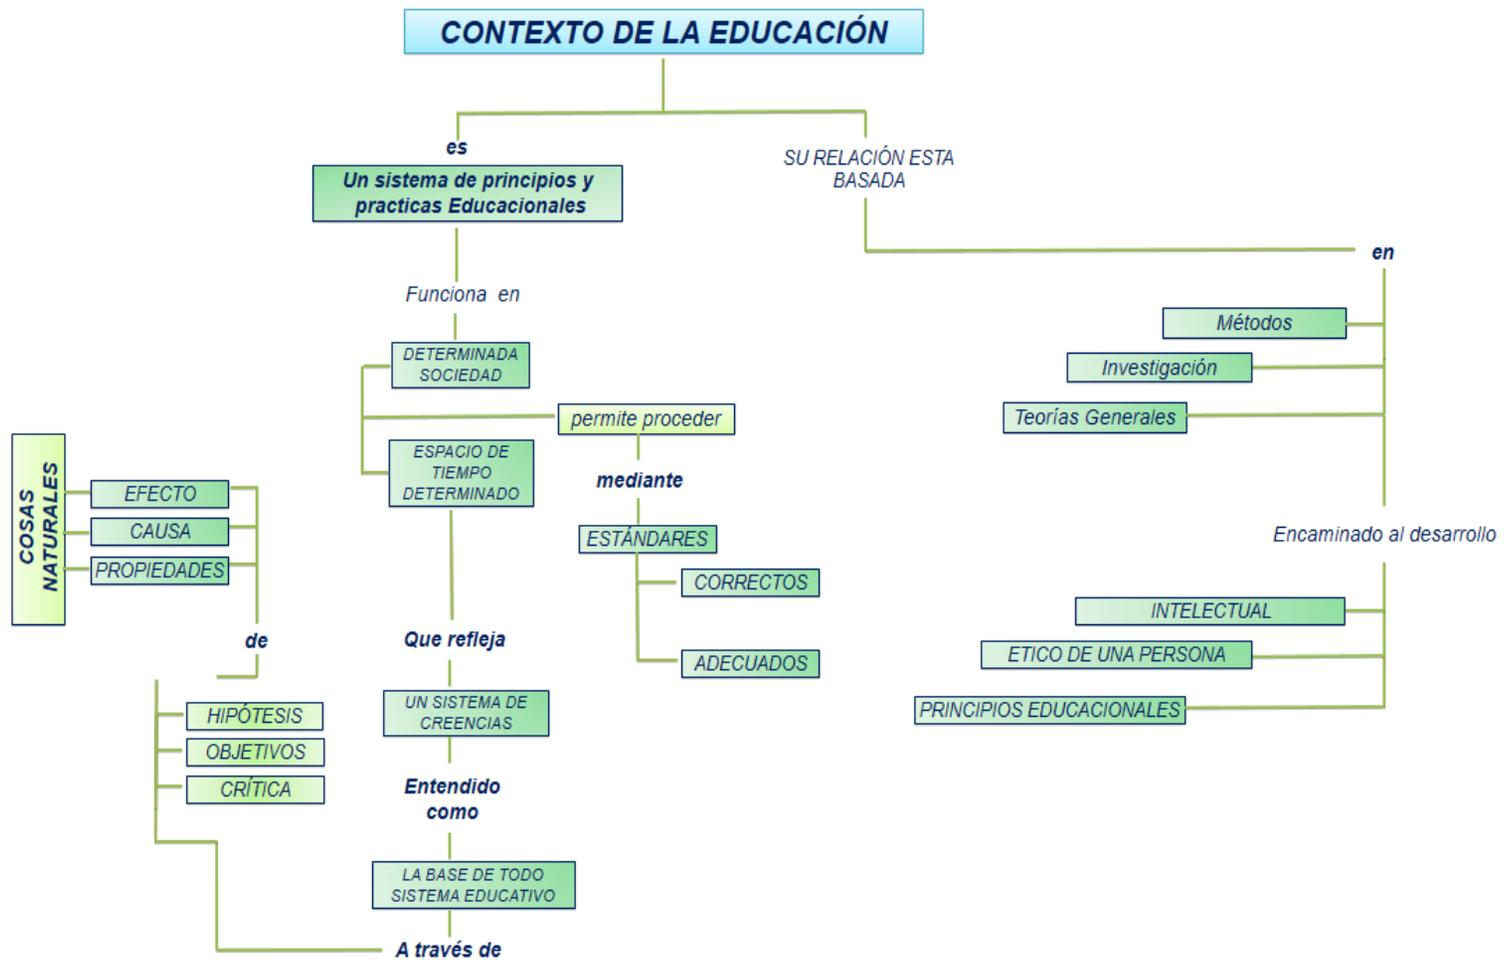 CONTEXTO DE LA EDUCACIÓN
es
Un sistema de principios y
practicas Educacionales
Funciona en
DETERMINADA
SOCIEDAD
permite proceder
mediante
ESTÁNDARES
CORRECTOS
ADECUADOS
ESPACIO DE
TIEMPO
DETERMINADO
Que refleja
UN SISTEMA DE
CREENCIAS
Entendido
como
LA BASE DE TODO
SISTEMA EDUCATIVO
A través de
HIPÓTESIS
OBJETIVOS
CRÍTICA
de
EFECTO
CAUSA
PROPIEDADES
COSAS
NATURALES
SU RELACIÓN ESTA
BASADA
en
Métodos
Investigación
Teorías Generales
Encaminado al desarrollo
INTELECTUAL
ETICO DE UNA PERSONA
PRINCIPIOS EDUCACIONALES